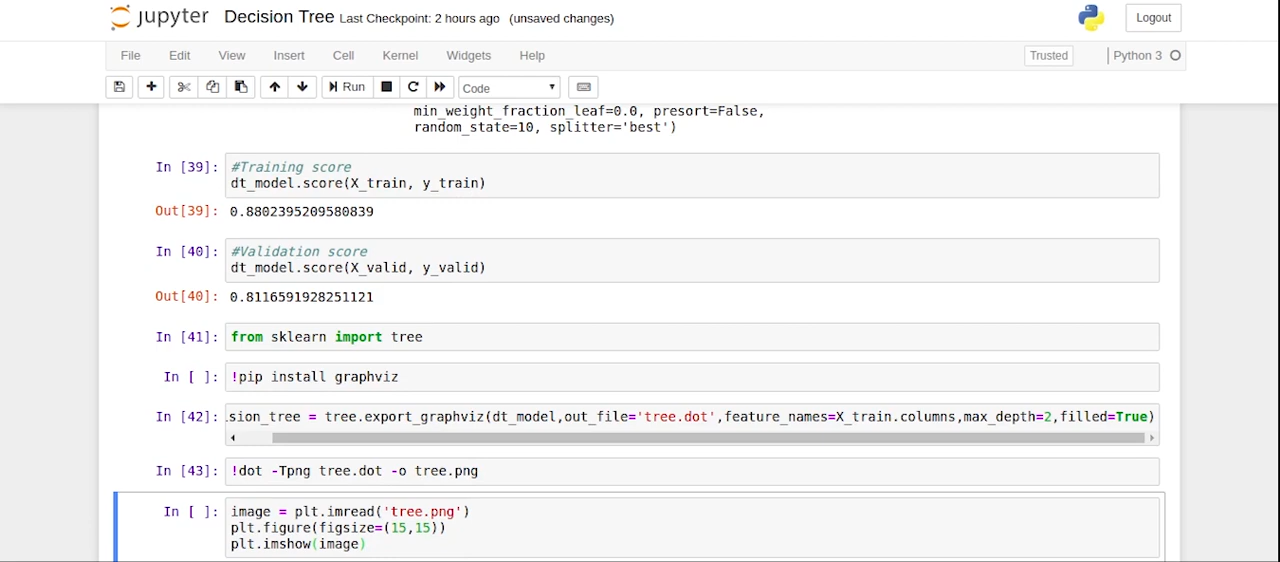 jupyter Decision Tree Last Checkpoint: 2 hours ago (unsaved changes) Logout
File Edit View Insert Cell Kernel Widgets Help Trusted Python 3
Run Code
min_weight_fraction_leaf=0.0, presort=False,
random_state=10, splitter='best')
In [39]: #Training score
dt_model.score(X_train, y_train)
Out[39]: 0.8802395209580839
In [40]: #Validation score
dt_model.score(X_valid, y_valid)
Out[40]: 0.8116591928251121
In [41]: from sklearn import tree
In [ ]: !pip install graphviz
In [42]: sion_tree = tree.export_graphviz(dt_model,out_file='tree.dot',feature_names=X_train.columns,max_depth=2,filled=True)
In [43]: !dot -Tpng tree.dot -o tree.png
In [ ]: image = plt.imread('tree.png')
plt.figure(figsize=(15,15))
plt.imshow(image)